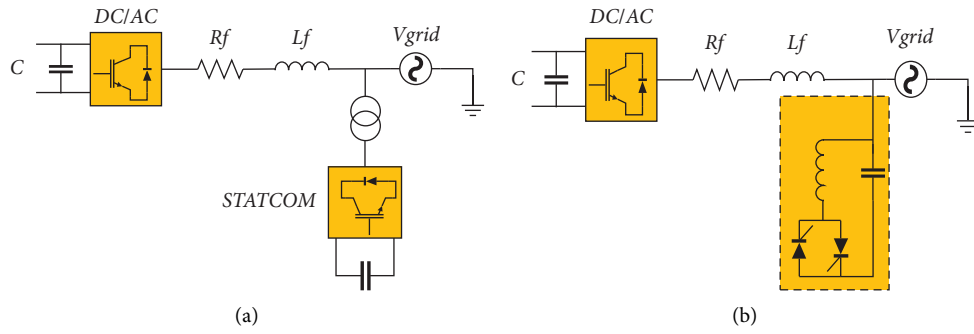 DC/AC
Rf
Lf
Vgrid
C
STATCOM
(a)
DC/AC
Rf
Lf
Vgrid
C
(b)